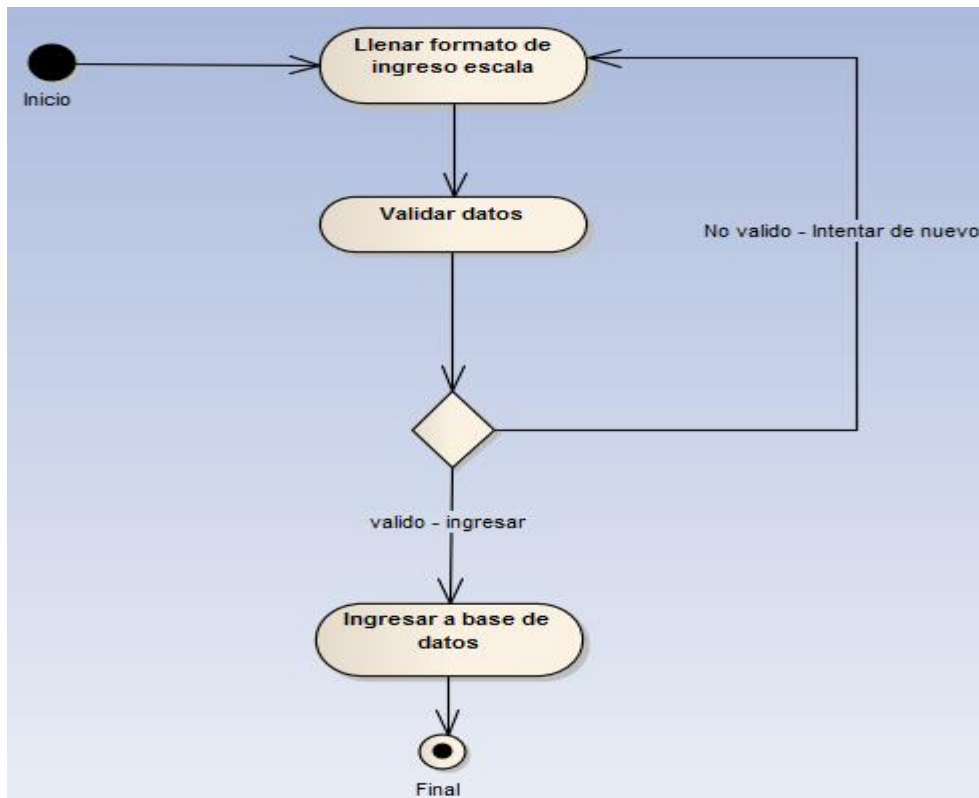 Llenar formato de
ingreso escala
Inicio
Validar datos
No valido - Intentar de nuevo
valido - ingresar
Ingresar a base de
datos
Final